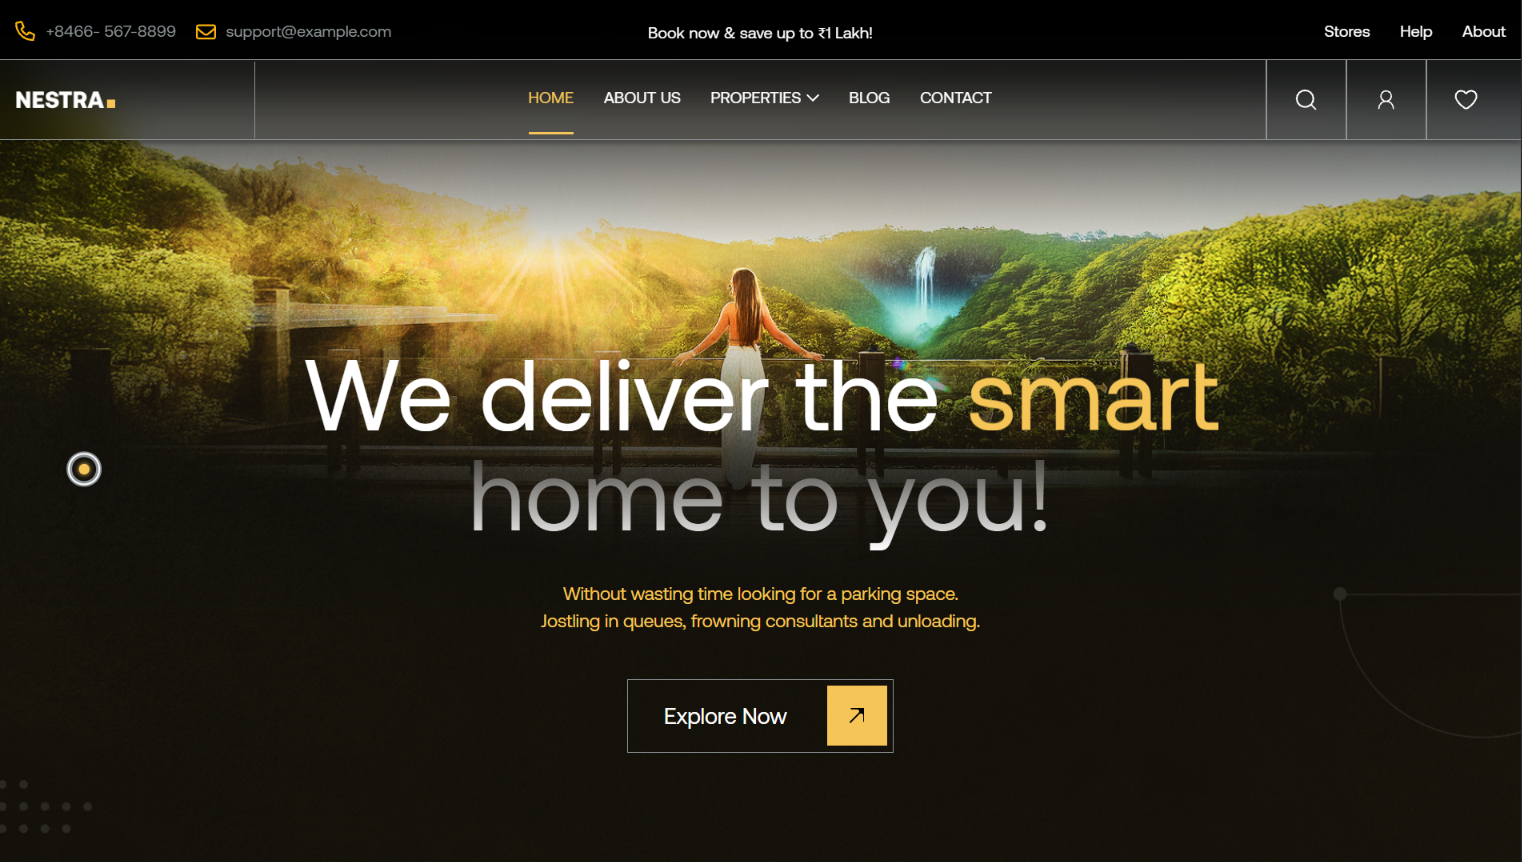 +8466- 567-8899
support@example.com
Book now & save up to ₹1 Lakh!
Stores
Help
About
NESTRA
HOME
ABOUT US
PROPERTIES
BLOG
CONTACT
We deliver the smart
home to you!
Without wasting time looking for a parking space.
Jostling in queues, frowning consultants and unloading.
Explore Now